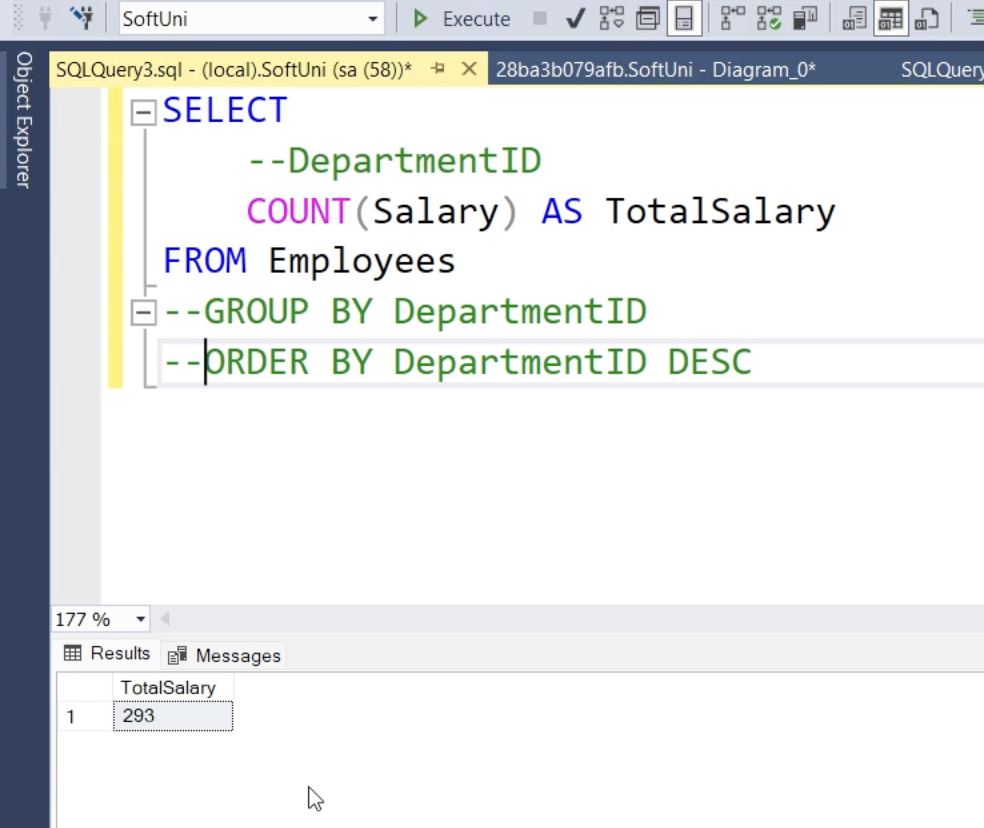 SoftUni
Execute
Object Explorer
SQLQuery3.sql - (local).SoftUni (sa (58))*
28ba3b079afb.SoftUni - Diagram_0*
SQLQuery
SELECT
--DepartmentID
COUNT(Salary) AS TotalSalary
FROM Employees
--GROUP BY DepartmentID
--ORDER BY DepartmentID DESC
177 %
Results
Messages
TotalSalary
1
293